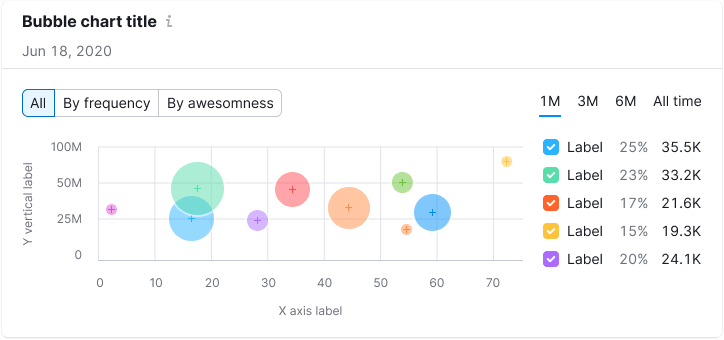 Bubble chart title i
Jun 18, 2020
All By frequency By awesomness
1M 3M 6M All time
Label 25% 35.5K
Label 23% 33.2K
Label 17% 21.6K
Label 15% 19.3K
Label 20% 24.1K
Y vertical label
100M
50M
25M
0
0 10 20 30 40 50 60 70
X axis label